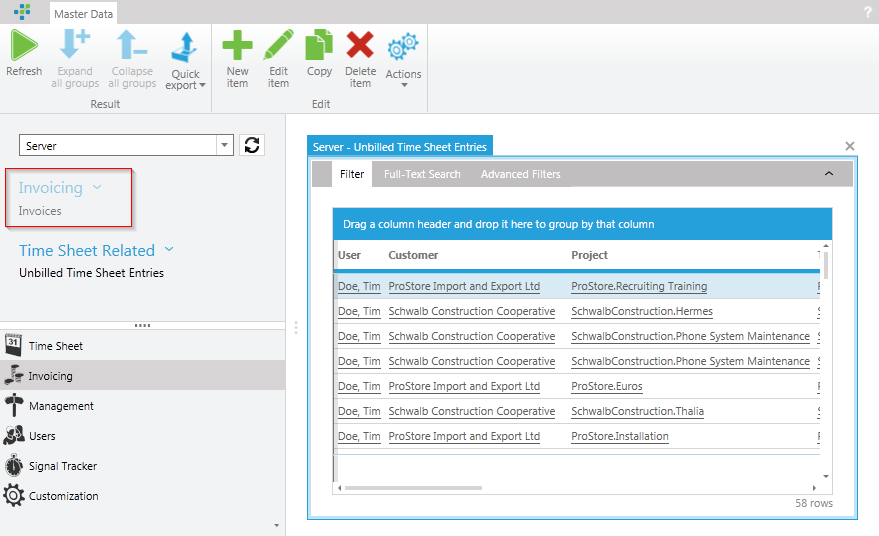 Master Data
?
Refresh
Expand all groups
Collapse all groups
Quick export
New item
Edit item
Copy
Delete item
Actions
Result
Edit
Server
Invoicing
Invoices
Time Sheet Related
Unbilled Time Sheet Entries
31 Time Sheet
Invoicing
Management
Users
Signal Tracker
Customization
Server - Unbilled Time Sheet Entries
Filter Full-Text Search Advanced Filters
Drag a column header and drop it here to group by that column
User Customer Project
Doe, Tim ProStore Import and Export Ltd ProStore.Recruiting Training
Doe, Tim Schwalb Construction Cooperative SchwalbConstruction.Hermes
Doe, Tim Schwalb Construction Cooperative SchwalbConstruction.Phone System Maintenance
Doe, Tim Schwalb Construction Cooperative SchwalbConstruction.Phone System Maintenance
Doe, Tim ProStore Import and Export Ltd ProStore.Euros
Doe, Tim Schwalb Construction Cooperative SchwalbConstruction.Thalia
Doe, Tim ProStore Import and Export Ltd ProStore.Installation
58 rows